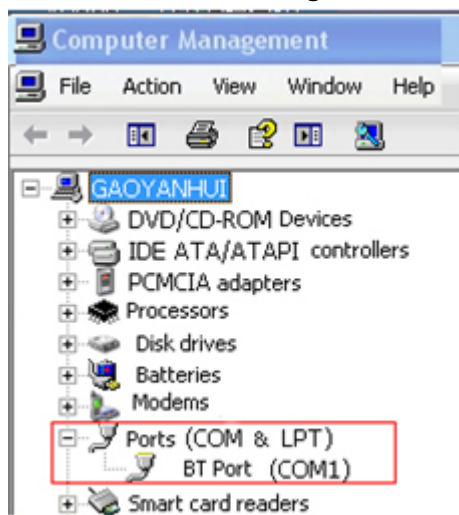 Computer Management
File Action View Window Help
GAOYANHUI
DVD/CD-ROM Devices
IDE ATA/ATAPI controllers
PCMCIA adapters
Processors
Disk drives
Batteries
Modems
Ports (COM & LPT)
BT Port (COM1)
Smart card readers